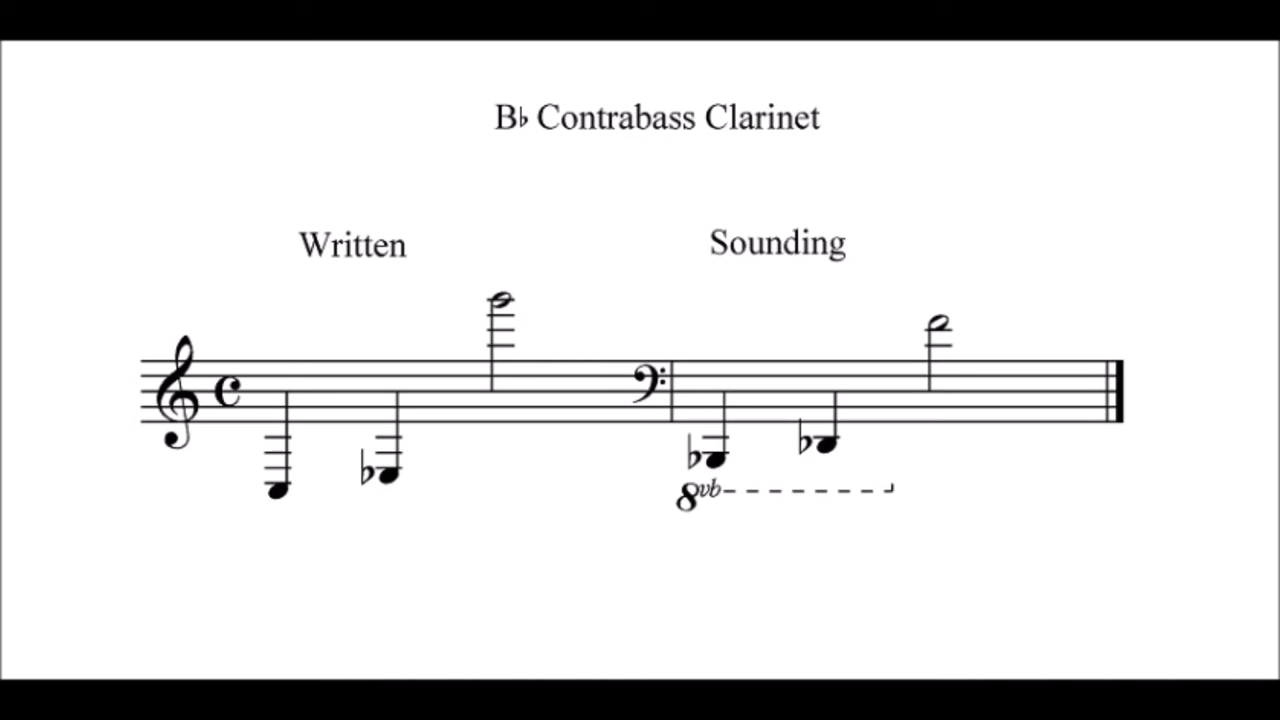 B♭ Contrabass Clarinet
Written
Sounding
8vb